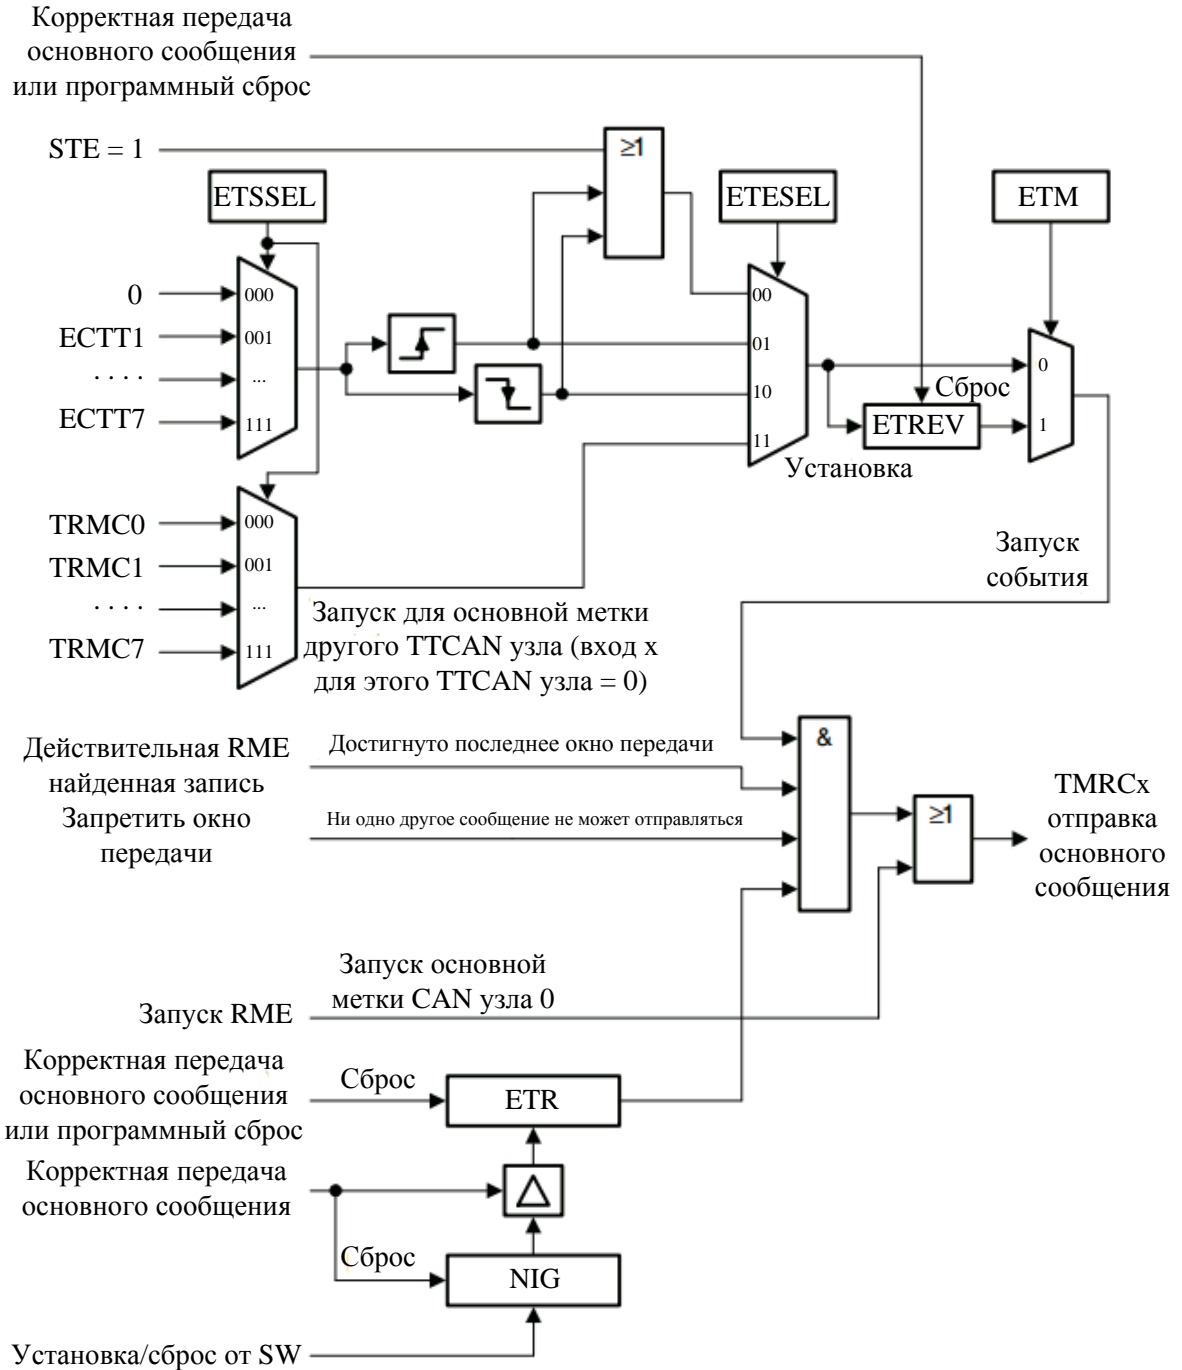 Корректная передача
основного сообщения
или программный сброс
STE = 1
≥1
ETSSEL
ETESEL
ETM
0
ECTT1
. . . .
ECTT7
000
001
...
111
00
01
10
11
0
1
Сброс
ETREV
Установка
TRMC0
TRMC1
. . . .
TRMC7
000
001
...
111
Запуск
события
Запуск для основной метки
другого TTCAN узла (вход x
для этого TTCAN узла = 0)
Действительная RME
найденная запись
Запретить окно
передачи
Достигнуто последнее окно передачи
Ни одно другое сообщение не может отправляться
&
≥1
TMRCx
отправка
основного
сообщения
Запуск основной
метки CAN узла 0
Запуск RME
Корректная передача
основного сообщения
или программный сброс
Сброс
ETR
Корректная передача
основного сообщения
Сброс
NIG
Установка/сброс от SW